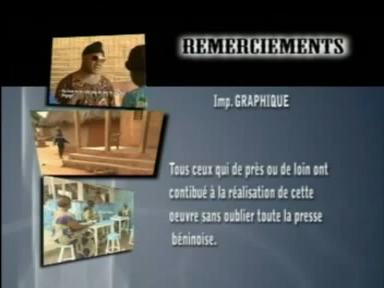 REMERCIEMENTS
Imp. GRAPHIQUE
Tous ceux qui de près ou de loin ont
contibué à la réalisation de cette
oeuvre sans oublier toute la presse
béninoise.